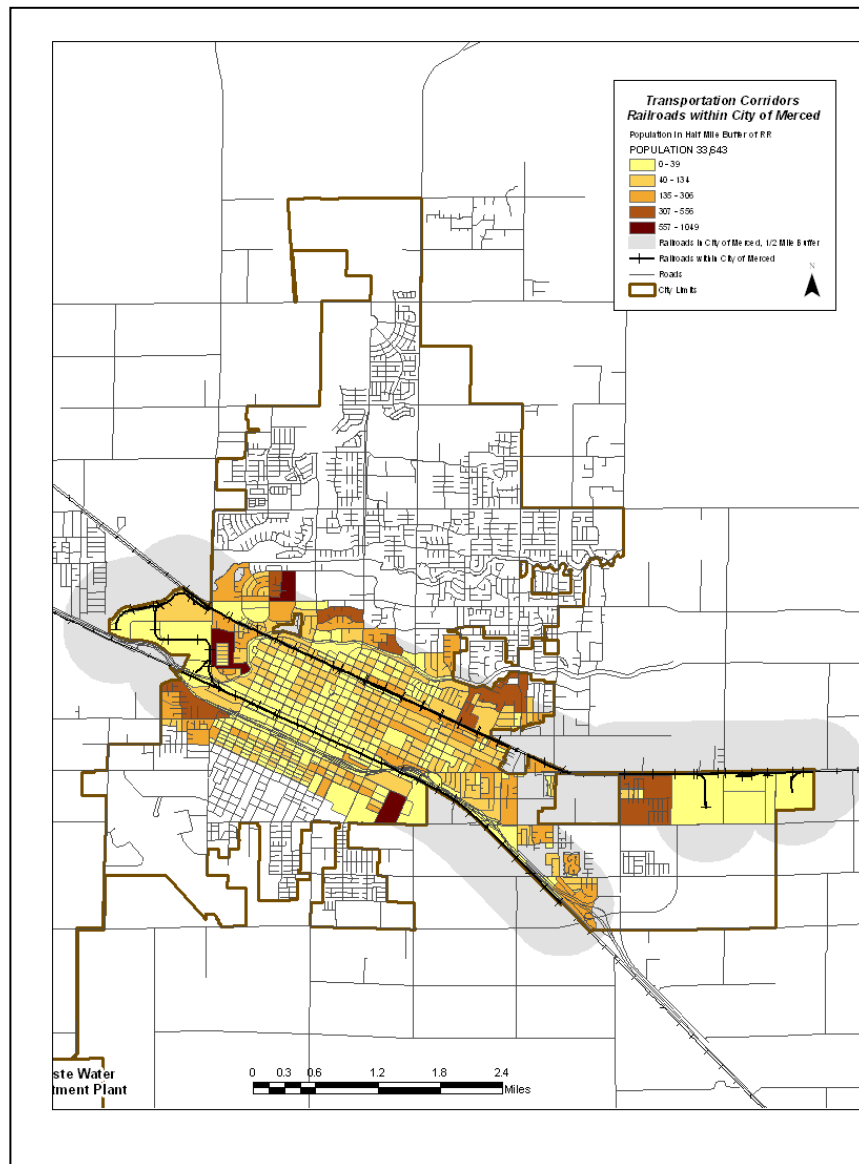 Transportation Corridors
Railroads within City of Merced
Population in Half Mile Buffer of RR
POPULATION 33,643
0 - 39
40 - 134
135 - 306
307 - 556
557 - 1049
Railroads in City of Merced, 1/2 Mile Buffer
Railroads within City of Merced
Roads
City Limits
N
ste Water
tment Plant
0 0.3 0.6 1.2 1.8 2.4
Miles